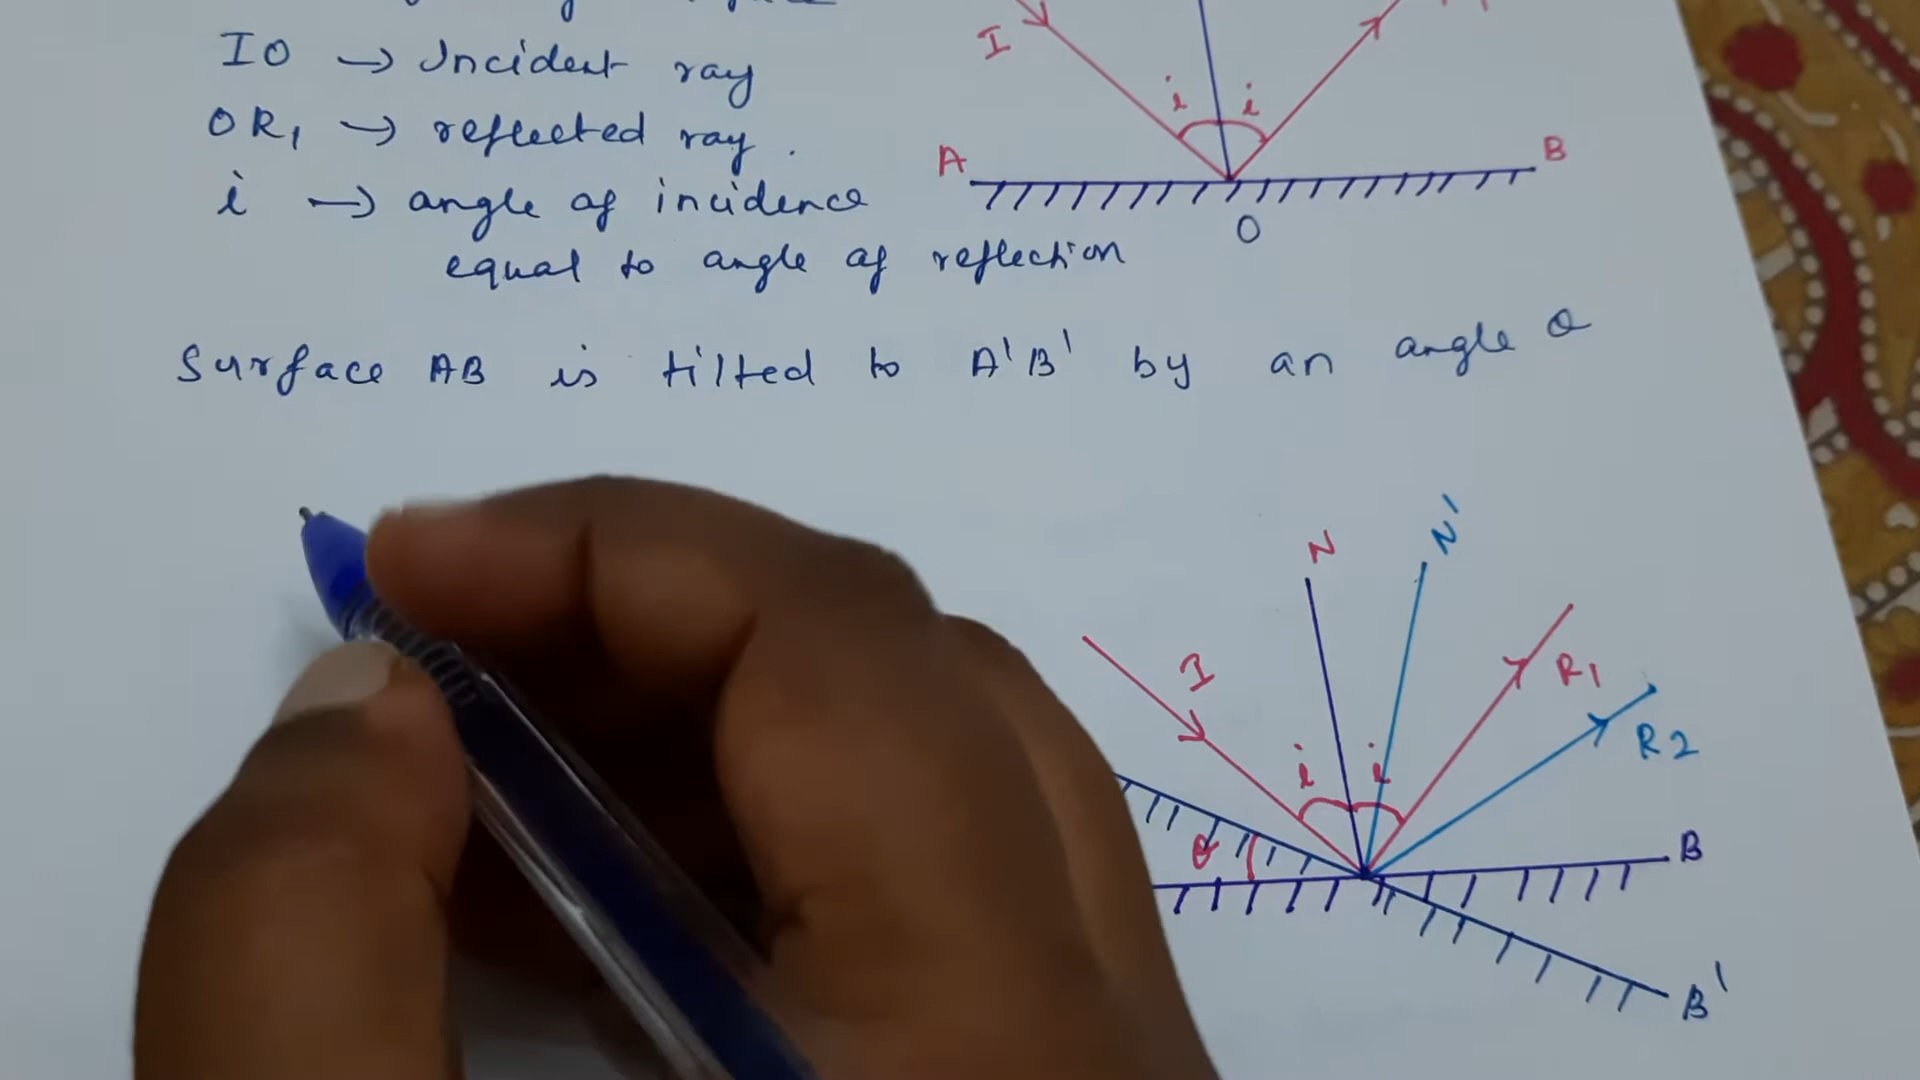 IO → Incident ray
OR1 → reflected ray.
i → angle of incidence
equal to angle of reflection
I
i i
A
B
O
Surface AB is tilted to A'B' by an angle θ
N
N'
I
R1
R2
i i
θ
B
B'